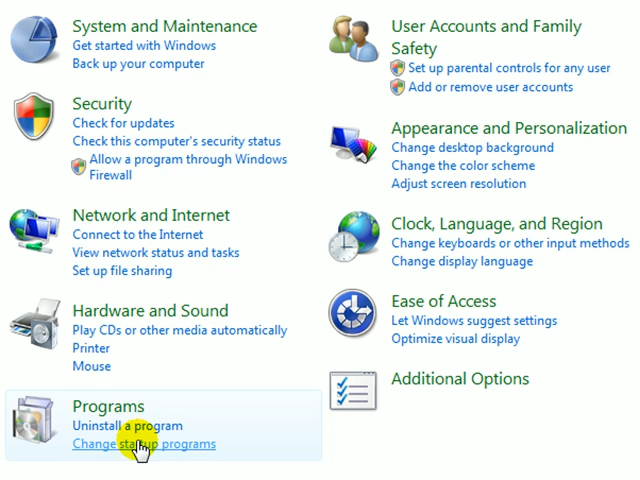 System and Maintenance
Get started with Windows
Back up your computer
Security
Check for updates
Check this computer's security status
Allow a program through Windows
Firewall
Network and Internet
Connect to the Internet
View network status and tasks
Set up file sharing
Hardware and Sound
Play CDs or other media automatically
Printer
Mouse
Programs
Uninstall a program
Change startup programs
User Accounts and Family
Safety
Set up parental controls for any user
Add or remove user accounts
Appearance and Personalization
Change desktop background
Change the color scheme
Adjust screen resolution
Clock, Language, and Region
Change keyboards or other input methods
Change display language
Ease of Access
Let Windows suggest settings
Optimize visual display
Additional Options